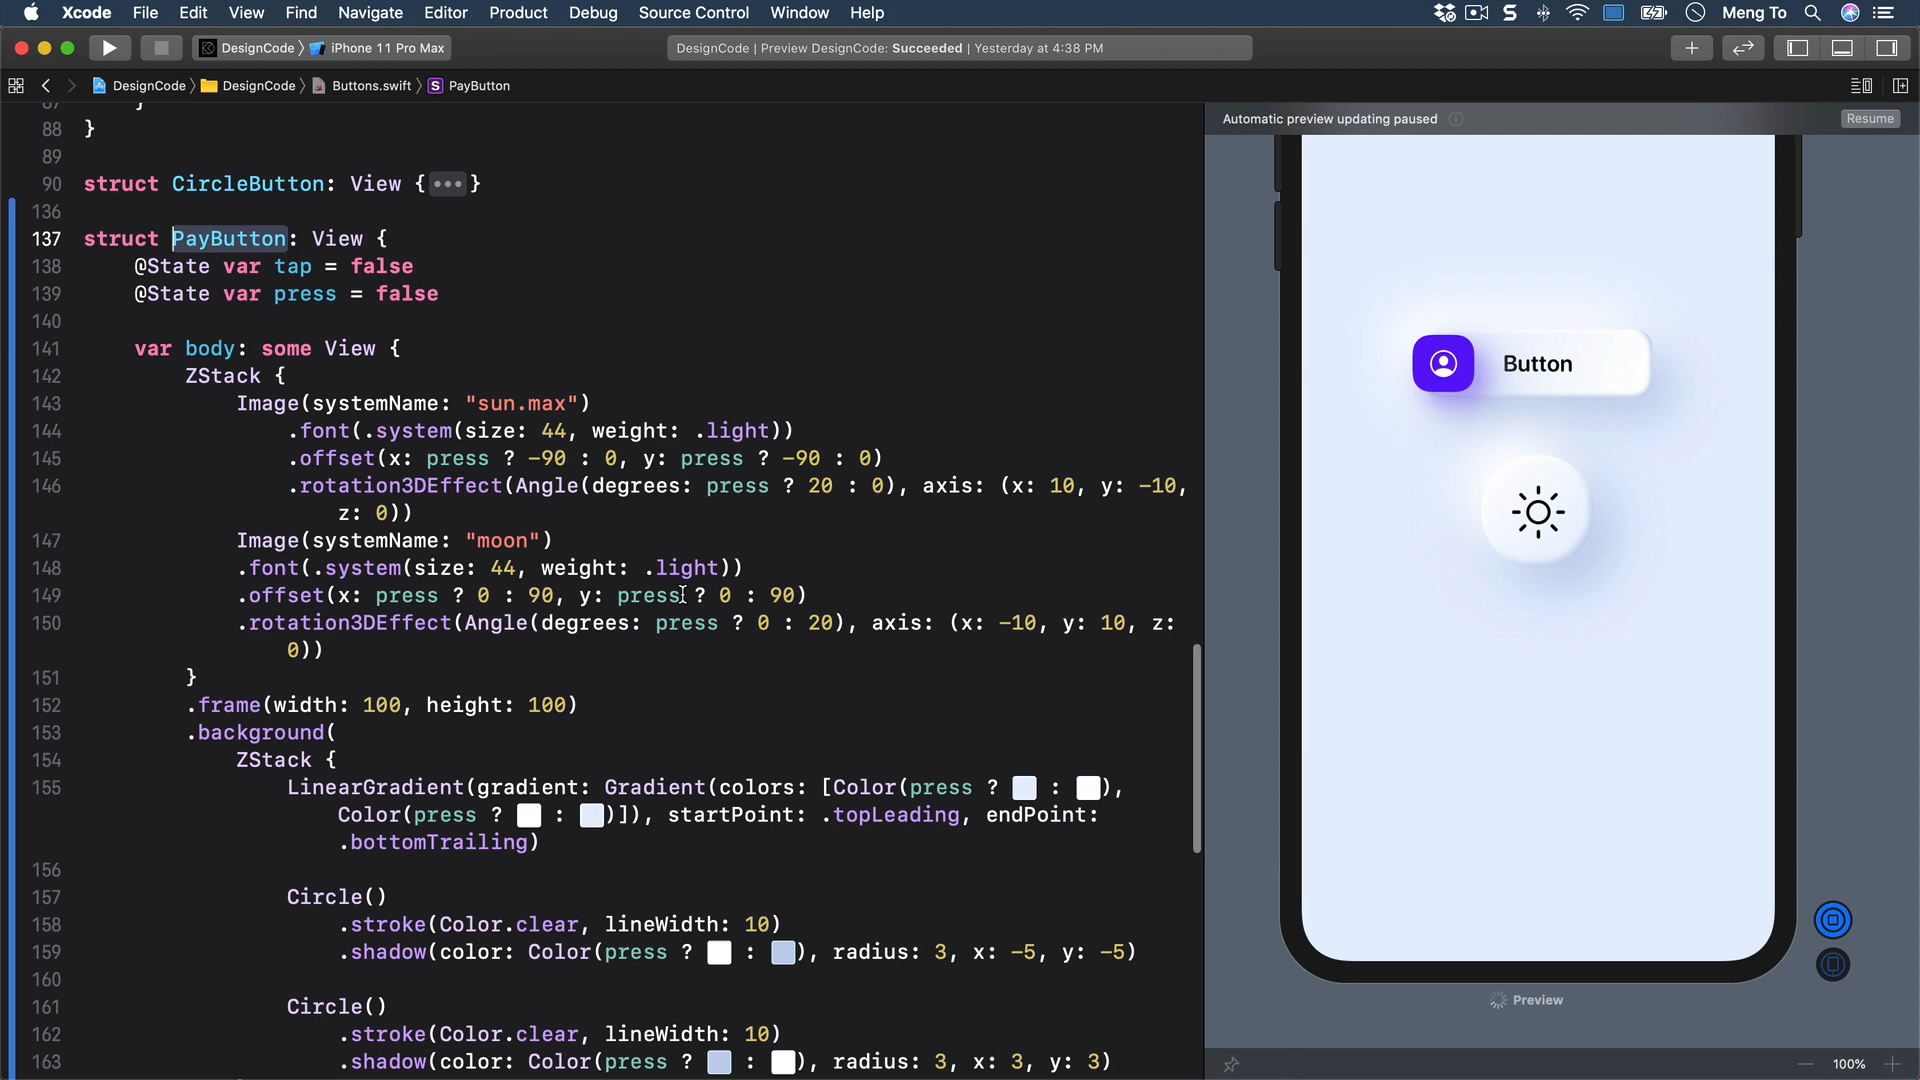 Xcode File Edit View Find Navigate Editor Product Debug Source Control Window Help Meng To
DesignCode 〉 iPhone 11 Pro Max DesignCode | Preview DesignCode: Succeeded | Yesterday at 4:38 PM
DesignCode 〉 DesignCode 〉 Buttons.swift 〉 S PayButton
Automatic preview updating paused Resume
87 }
88 }
89
90 struct CircleButton: View {•••}
136
137 struct PayButton: View {
138 @State var tap = false
139 @State var press = false
140
141 var body: some View {
142 ZStack {
143 Image(systemName: "sun.max")
144 .font(.system(size: 44, weight: .light))
145 .offset(x: press ? -90 : 0, y: press ? -90 : 0)
146 .rotation3DEffect(Angle(degrees: press ? 20 : 0), axis: (x: 10, y: -10,
z: 0))
147 Image(systemName: "moon")
148 .font(.system(size: 44, weight: .light))
149 .offset(x: press ? 0 : 90, y: press ? 0 : 90)
150 .rotation3DEffect(Angle(degrees: press ? 0 : 20), axis: (x: -10, y: 10, z:
0))
151 }
152 .frame(width: 100, height: 100)
153 .background(
154 ZStack {
155 LinearGradient(gradient: Gradient(colors: [Color(press ? : ),
Color(press ? : )]), startPoint: .topLeading, endPoint:
.bottomTrailing)
156
157 Circle()
158 .stroke(Color.clear, lineWidth: 10)
159 .shadow(color: Color(press ? : ), radius: 3, x: -5, y: -5)
160
161 Circle()
162 .stroke(Color.clear, lineWidth: 10)
163 .shadow(color: Color(press ? : ), radius: 3, x: 3, y: 3)
Button
Preview
100%